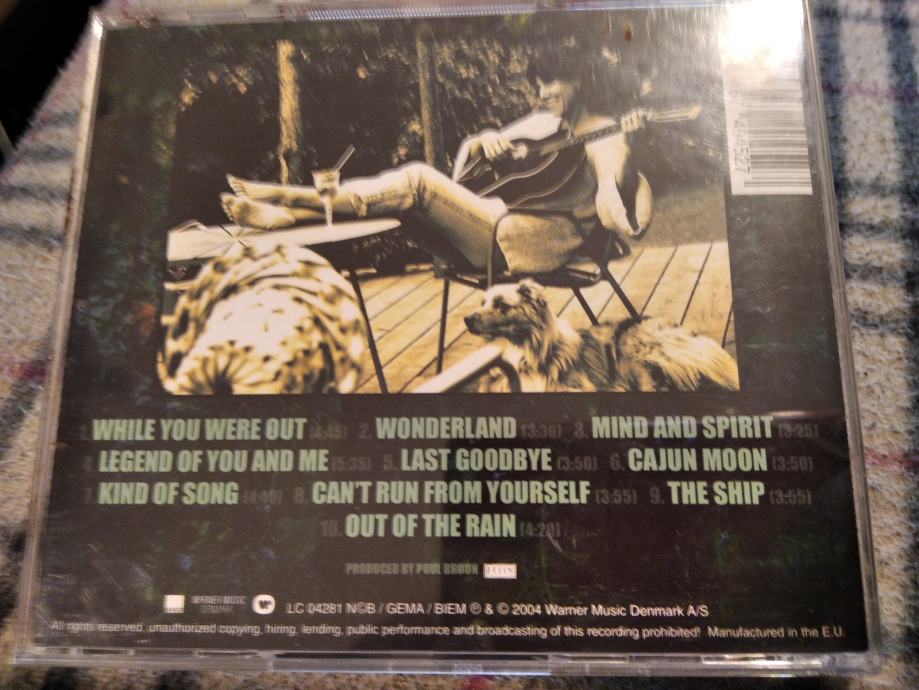 1. WHILE YOU WERE OUT [4:45] 2. WONDERLAND [3:30] 3. MIND AND SPIRIT [3:25]
4. LEGEND OF YOU AND ME [5:35] 5. LAST GOODBYE [3:50] 6. CAJUN MOON [3:50]
7. KIND OF SONG [4:40] 8. CAN'T RUN FROM YOURSELF [3:55] 9. THE SHIP [3:55]
10. OUT OF THE RAIN [4:20]
PRODUCED BY POUL BRUUN BRUUN
WARNER MUSIC
DENMARK
LC 04281 N©B / GEMA / BIEM ℗ & © 2004 Warner Music Denmark A/S
All rights reserved, unauthorized copying, hiring, lending, public performance and broadcasting of this recording prohibited! Manufactured in the E.U.